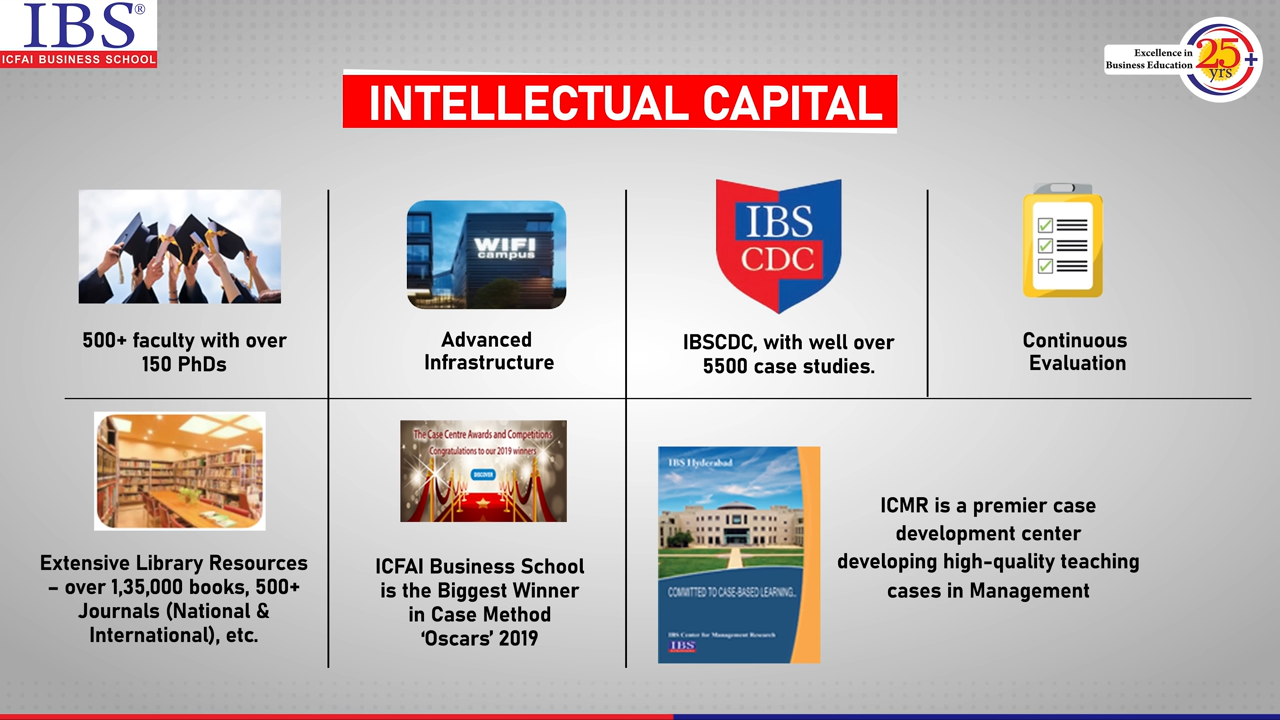 IBS®
ICFAI BUSINESS SCHOOL
Excellence in
Business Education
25+
yrs
INTELLECTUAL CAPITAL
500+ faculty with over
150 PhDs
WIFI
campus
Advanced
Infrastructure
IBS
CDC
IBSCDC, with well over
5500 case studies.
Continuous
Evaluation
Extensive Library Resources
– over 1,35,000 books, 500+
Journals (National &
International), etc.
The Case Centre Awards and Competitions
Congratulations to our 2019 winners
DISCOVER
ICFAI Business School
is the Biggest Winner
in Case Method
‘Oscars’ 2019
IBS Hyderabad
COMMITTED TO CASE-BASED LEARNING..
IBS Center for Management Research
IBS
ICMR is a premier case
development center
developing high-quality teaching
cases in Management